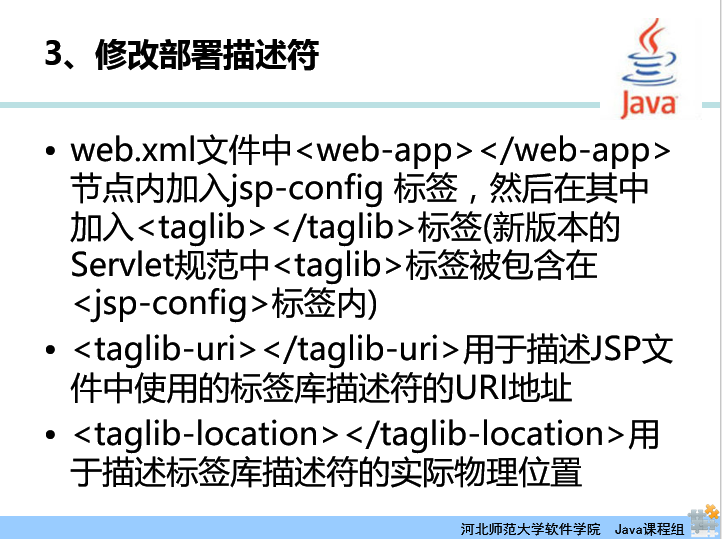 3、修改部署描述符
Java
• web.xml文件中<web-app></web-app>
节点内加入jsp-config 标签，然后在其中
加入<taglib></taglib>标签(新版本的
Servlet规范中<taglib>标签被包含在
<jsp-config>标签内)
• <taglib-uri></taglib-uri>用于描述JSP文
件中使用的标签库描述符的URI地址
• <taglib-location></taglib-location>用
于描述标签库描述符的实际物理位置
河北师范大学软件学院 Java课程组